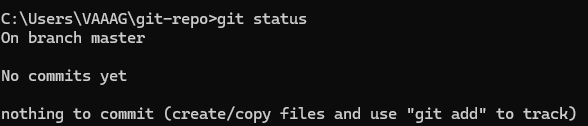 C:\Users\VAAAG\git-repo>git status
On branch master
No commits yet
nothing to commit (create/copy files and use "git add" to track)